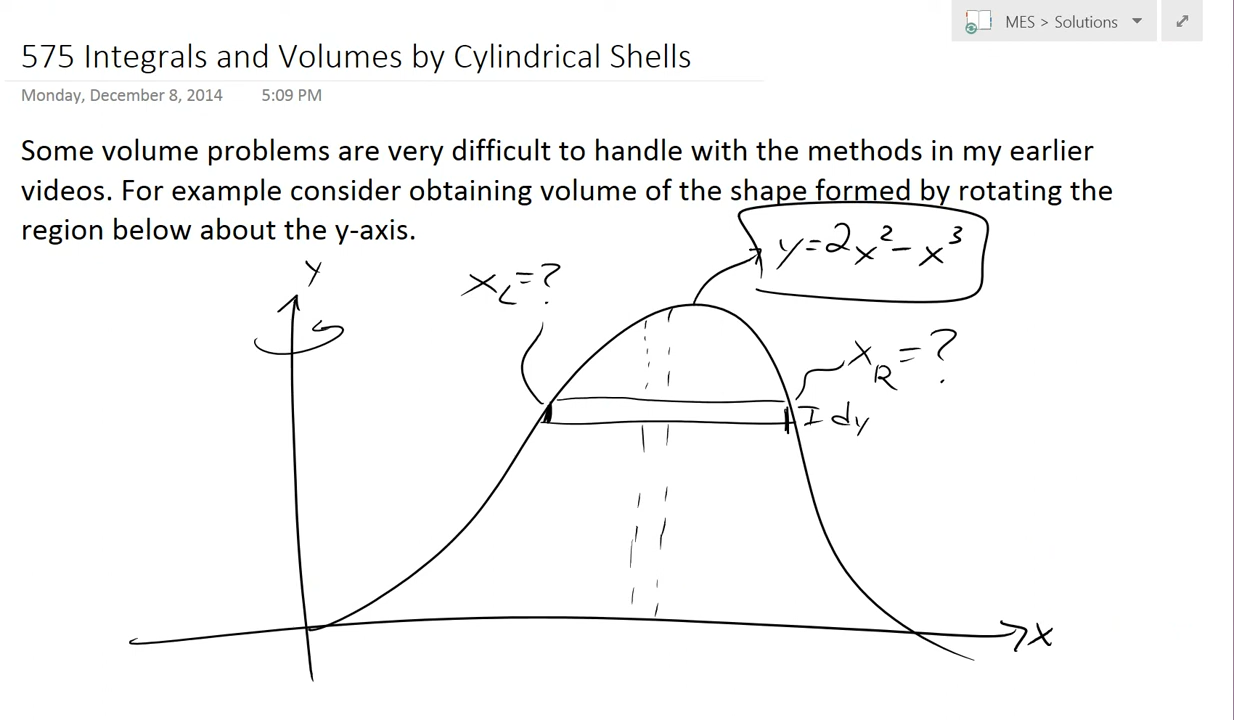 MES > Solutions
575 Integrals and Volumes by Cylindrical Shells
Monday, December 8, 2014 5:09 PM
Some volume problems are very difficult to handle with the methods in my earlier
videos. For example consider obtaining volume of the shape formed by rotating the
region below about the y-axis.
y=2x²-x³
Y
x_L=?
x_R=?
I dy
X